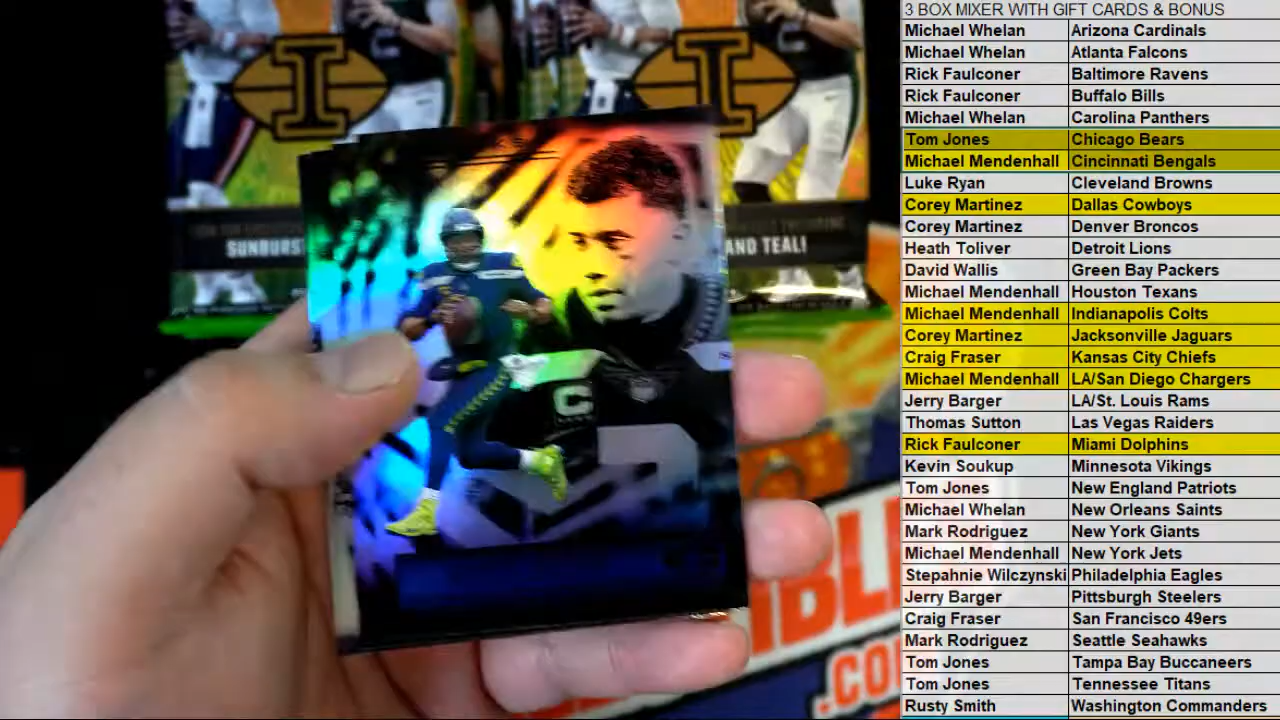 3 BOX MIXER WITH GIFT CARDS & BONUS
Michael Whelan Arizona Cardinals
Michael Whelan Atlanta Falcons
Rick Faulconer Baltimore Ravens
Rick Faulconer Buffalo Bills
Michael Whelan Carolina Panthers
Tom Jones Chicago Bears
Michael Mendenhall Cincinnati Bengals
Luke Ryan Cleveland Browns
Corey Martinez Dallas Cowboys
Corey Martinez Denver Broncos
Heath Toliver Detroit Lions
David Wallis Green Bay Packers
Michael Mendenhall Houston Texans
Michael Mendenhall Indianapolis Colts
Corey Martinez Jacksonville Jaguars
Craig Fraser Kansas City Chiefs
Michael Mendenhall LA/San Diego Chargers
Jerry Barger LA/St. Louis Rams
Thomas Sutton Las Vegas Raiders
Rick Faulconer Miami Dolphins
Kevin Soukup Minnesota Vikings
Tom Jones New England Patriots
Michael Whelan New Orleans Saints
Mark Rodriguez New York Giants
Michael Mendenhall New York Jets
Stepahnie Wilczynski Philadelphia Eagles
Jerry Barger Pittsburgh Steelers
Craig Fraser San Francisco 49ers
Mark Rodriguez Seattle Seahawks
Tom Jones Tampa Bay Buccaneers
Tom Jones Tennessee Titans
Rusty Smith Washington Commanders
I
I
SUNBURS
AND TEAL!
C
IBLE
.CO